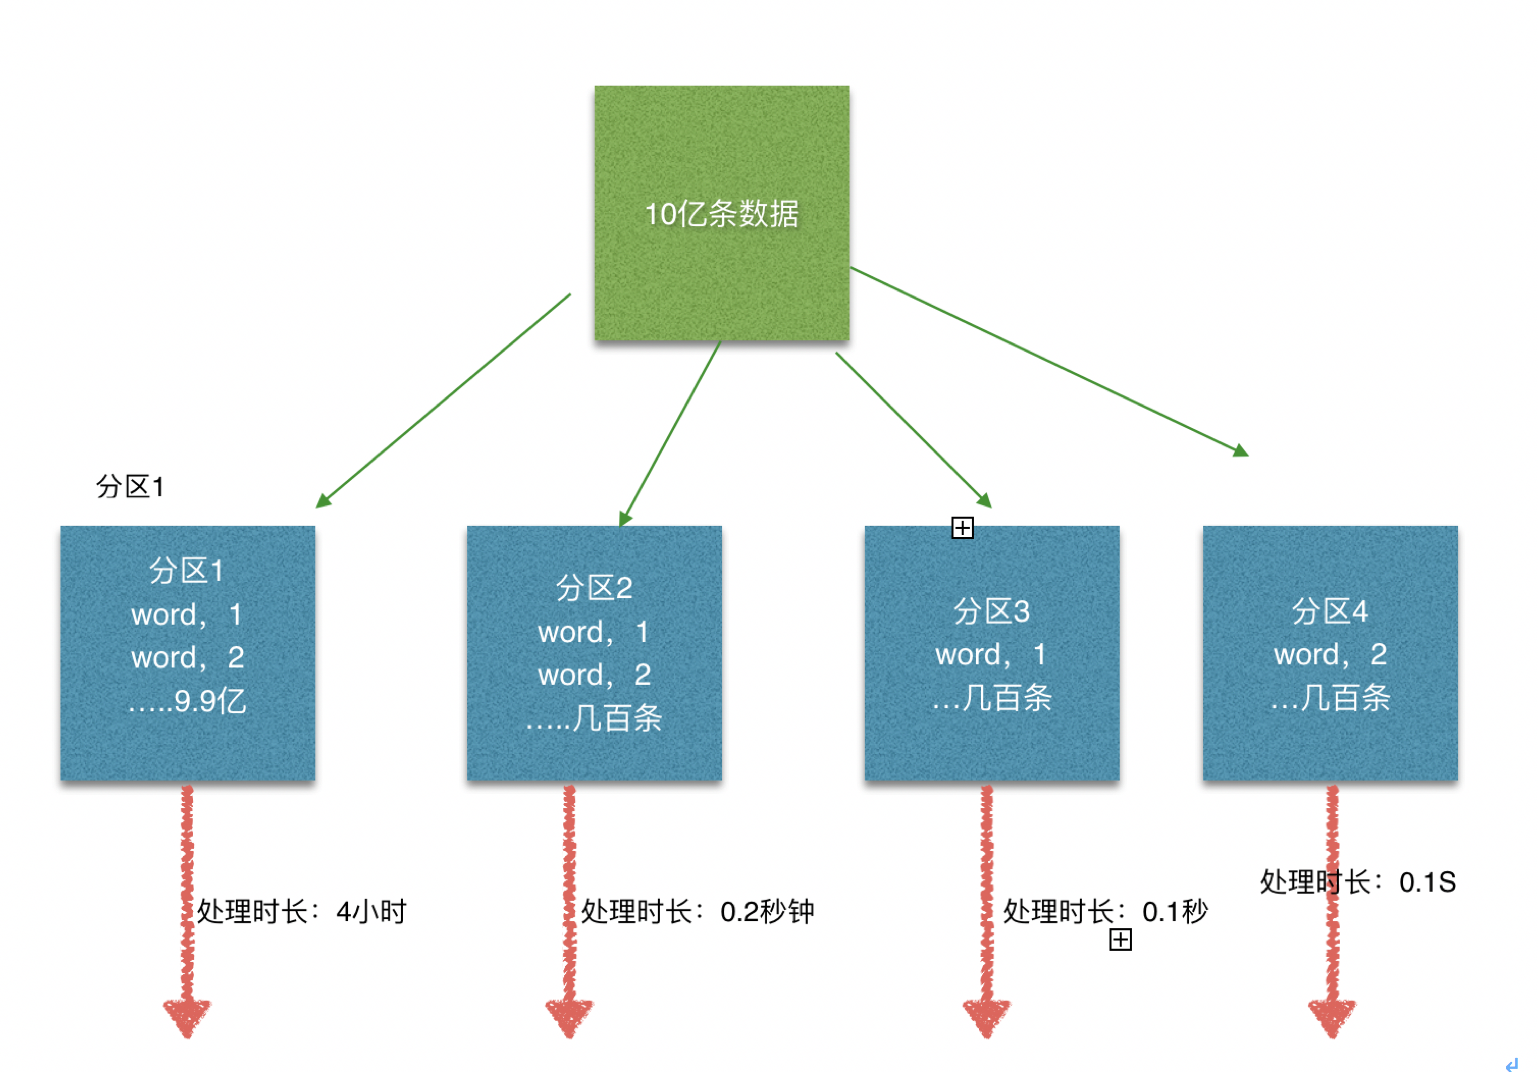 10亿条数据
分区1
分区1
word，1
word，2
…..9.9亿
分区2
word，1
word，2
…..几百条
分区3
word，1
…几百条
分区4
word，2
…几百条
处理时长：4小时
处理时长：0.2秒钟
处理时长：0.1秒
处理时长：0.1S